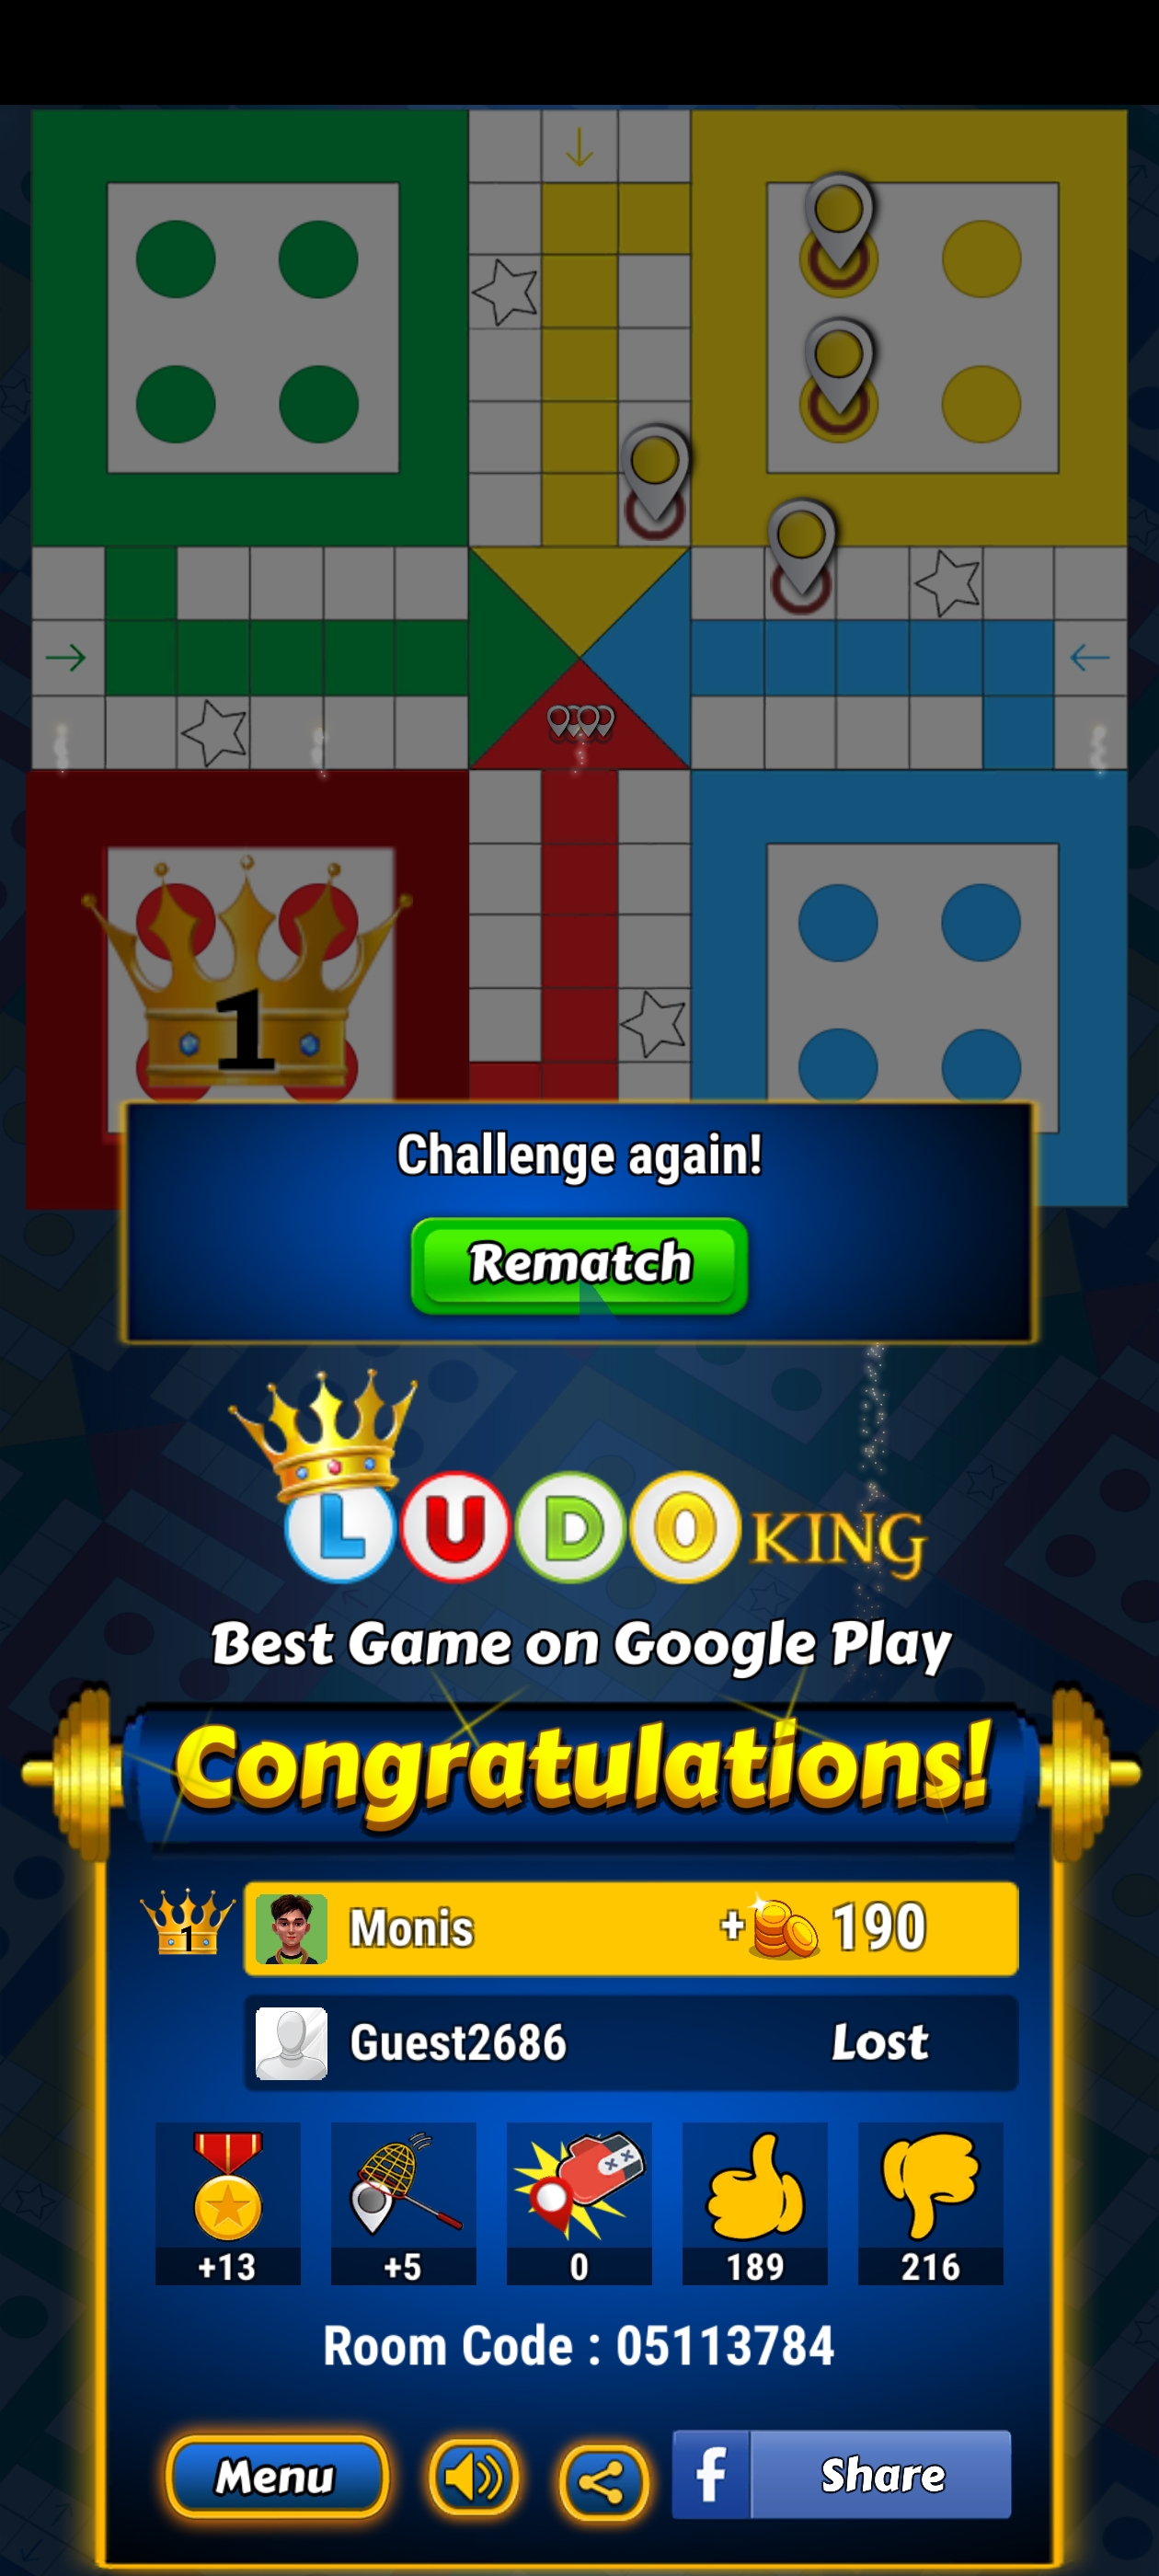 1
Challenge again!
Rematch
LUDO KING
Best Game on Google Play
Congratulations!
1 Monis + 190
Guest2686 Lost
+13 +5 0 189 216
Room Code : 05113784
Menu f Share